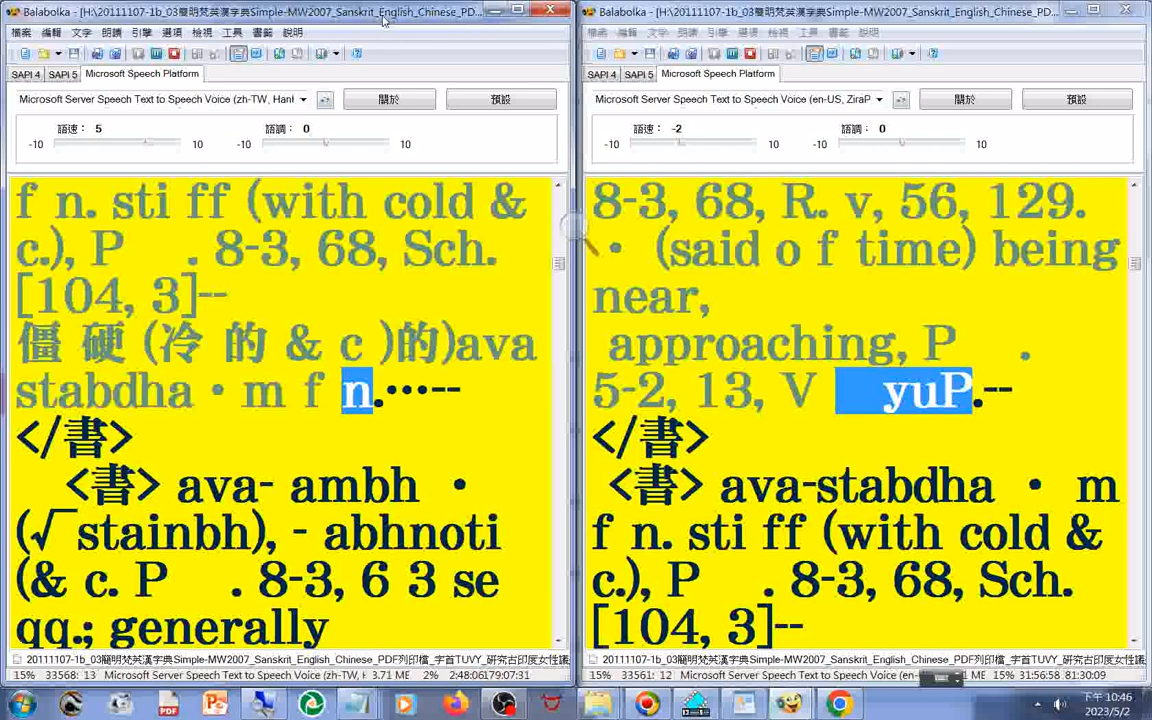 Balabolka - [H:\20111107-1b_03簡明梵英漢字典Simple-MW2007_Sanskrit_English_Chinese_PD...
檔案 編輯 文字 朗讀 引擎 選項 檢視 工具 書籤 說明
SAPI 4 SAPI 5 Microsoft Speech Platform
Microsoft Server Speech Text to Speech Voice (zh-TW, Hanl
關於 預設
語速: 5 語調: 0
-10 10 -10 10
f n. sti ff (with cold &
c.), P . 8-3, 68, Sch.
[104, 3]--
僵 硬 (冷 的 & c )的)ava
stabdha · m f n.···--
</書>
<書> ava- ambh ·
(√ stainbh), - abhnoti
(& c. P . 8-3, 6 3 se
qq.; generally
20111107-1b_03簡明梵英漢字典Simple-MW2007_Sanskrit_English_Chinese_PDF列印檔_字首TUVY_研究古印度女性議
15% 33568: 13 Microsoft Server Speech Text to Speech Voice (zh-TW, H 3.71 ME 2% 2:48:06179:07:31
Balabolka - [H:\20111107-1b_03簡明梵英漢字典Simple-MW2007_Sanskrit_English_Chinese_PD...
檔案 編輯 文字 朗讀 引擎 選項 檢視 工具 書籤 說明
SAPI 4 SAPI 5 Microsoft Speech Platform
Microsoft Server Speech Text to Speech Voice (en-US, ZiraP
關於 預設
語速: -2 語調: 0
-10 10 -10 10
8-3, 68, R. v, 56, 129.
· (said o f time) being
near,
approaching, P .
5-2, 13, V yuP.--
</書>
<書> ava-stabdha · m
f n. sti ff (with cold &
c.), P . 8-3, 68, Sch.
[104, 3]--
20111107-1b_03簡明梵英漢字典Simple-MW2007_Sanskrit_English_Chinese_PDF列印檔_字首TUVY_研究古印度女性議
15% 33561: 12 Microsoft Server Speech Text to Speech Voice (en- 15% 31:56:58 81:30:09
下午 10:46
2023/5/2